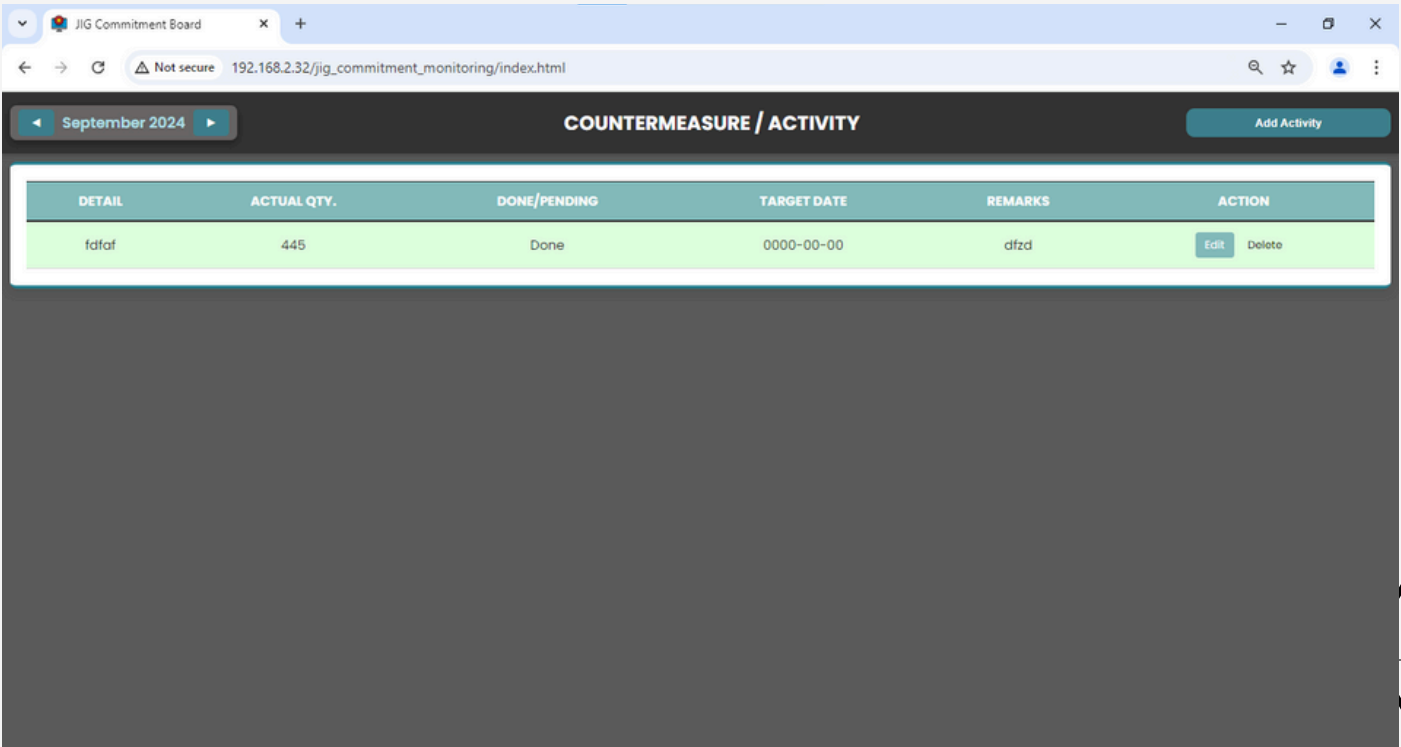 JIG Commitment Board
Not secure 192.168.2.32/jig_commitment_monitoring/index.html
September 2024 COUNTERMEASURE / ACTIVITY Add Activity
DETAIL ACTUAL QTY. DONE/PENDING TARGET DATE REMARKS ACTION
fdfaf 445 Done 0000-00-00 dfzd Edit Delete